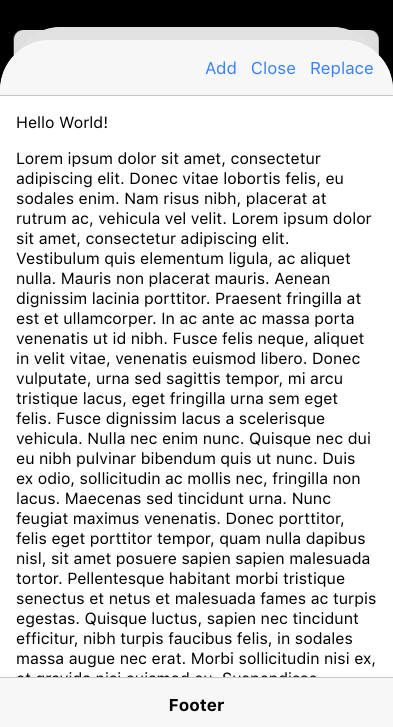 Add Close Replace
Hello World!
Lorem ipsum dolor sit amet, consectetur
adipiscing elit. Donec vitae lobortis felis, eu
sodales enim. Nam risus nibh, placerat at
rutrum ac, vehicula vel velit. Lorem ipsum dolor
sit amet, consectetur adipiscing elit.
Vestibulum quis elementum ligula, ac aliquet
nulla. Mauris non placerat mauris. Aenean
dignissim lacinia porttitor. Praesent fringilla at
est et ullamcorper. In ac ante ac massa porta
venenatis ut id nibh. Fusce felis neque, aliquet
in velit vitae, venenatis euismod libero. Donec
vulputate, urna sed sagittis tempor, mi arcu
tristique lacus, eget fringilla urna sem eget
felis. Fusce dignissim lacus a scelerisque
vehicula. Nulla nec enim nunc. Quisque nec dui
eu nibh pulvinar bibendum quis ut nunc. Duis
ex odio, sollicitudin ac mollis nec, fringilla non
lacus. Maecenas sed tincidunt urna. Nunc
feugiat maximus venenatis. Donec porttitor,
felis eget porttitor tempor, quam nulla dapibus
nisl, sit amet posuere sapien sapien malesuada
tortor. Pellentesque habitant morbi tristique
senectus et netus et malesuada fames ac turpis
egestas. Quisque luctus, sapien nec tincidunt
efficitur, nibh turpis faucibus felis, in sodales
massa augue nec erat. Morbi sollicitudin nisi ex,
Footer